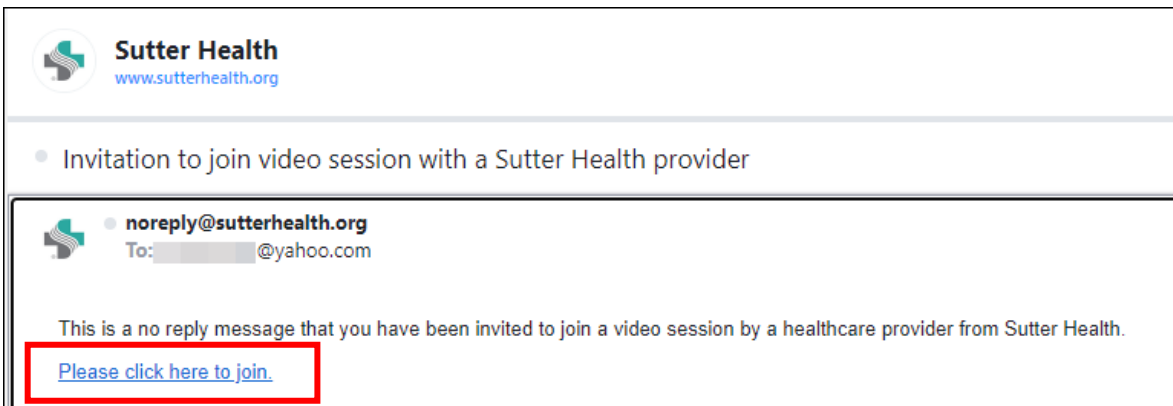 Sutter Health
www.sutterhealth.org
Invitation to join video session with a Sutter Health provider
noreply@sutterhealth.org
To: @yahoo.com
This is a no reply message that you have been invited to join a video session by a healthcare provider from Sutter Health.
Please click here to join.